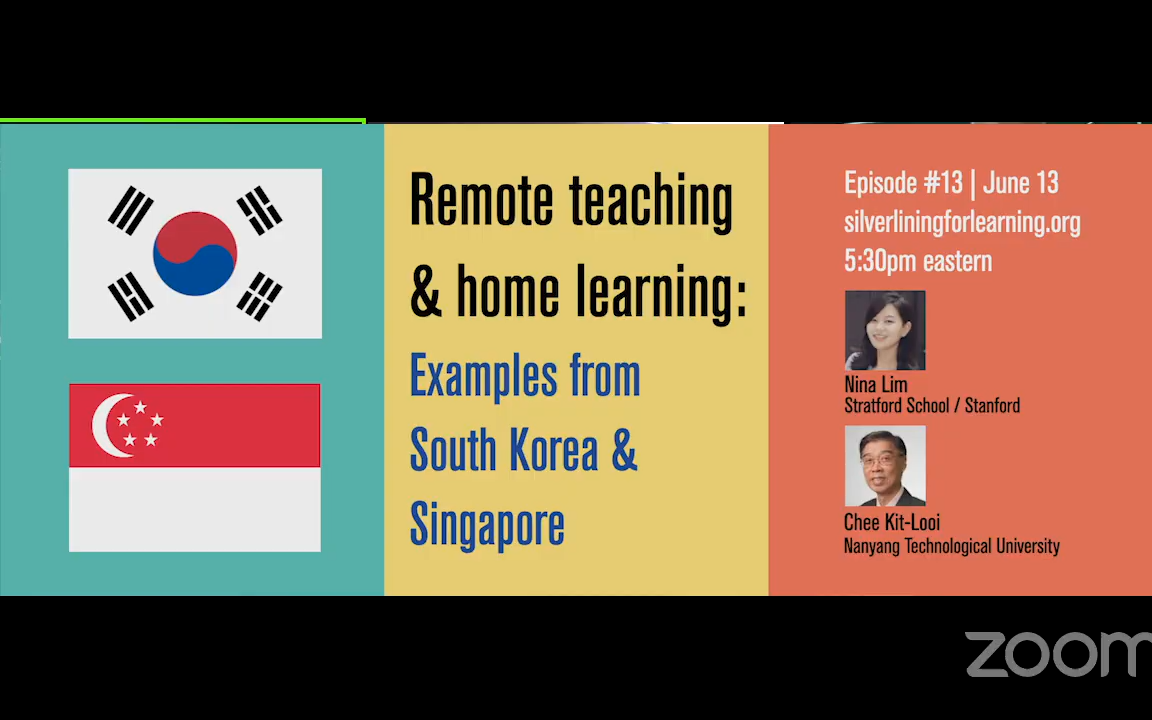 Remote teaching
& home learning:
Examples from
South Korea &
Singapore
Episode #13 | June 13
silverliningforlearning.org
5:30pm eastern
Nina Lim
Stratford School / Stanford
Chee Kit-Looi
Nanyang Technological University
zoom